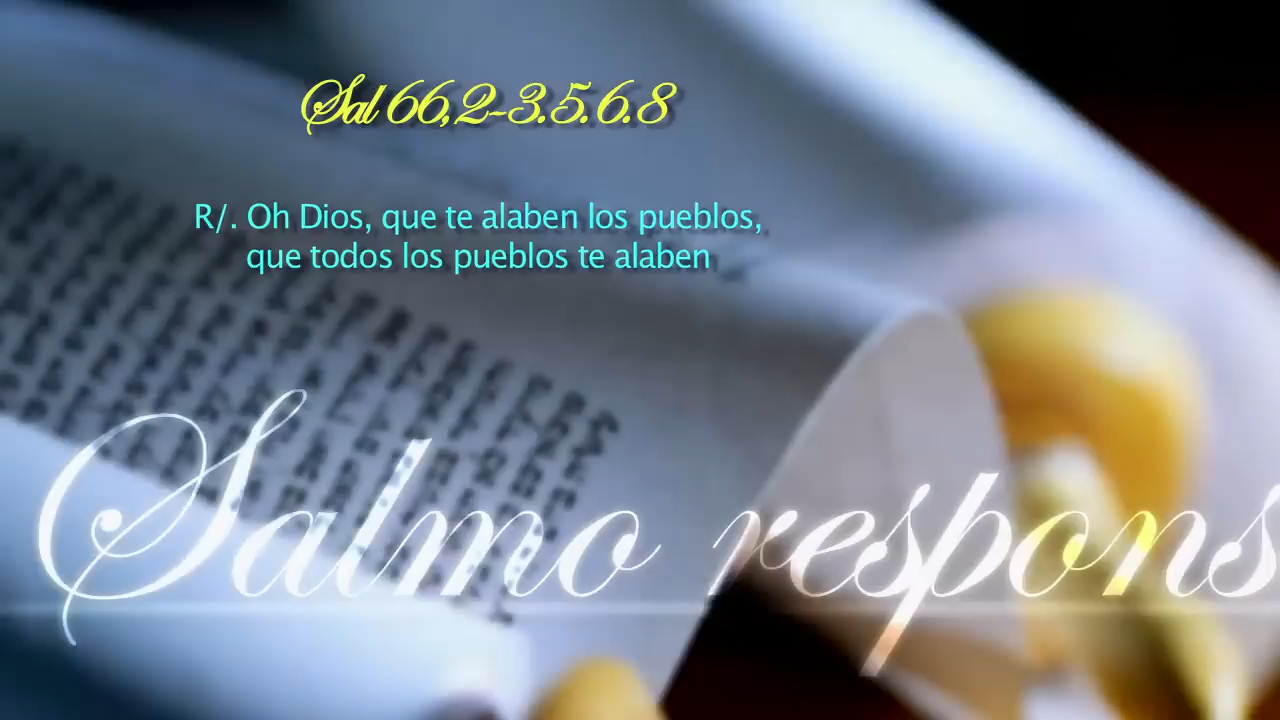 Sal 66,2-3.5.6.8
R/. Oh Dios, que te alaben los pueblos,
que todos los pueblos te alaben
Salmo respons